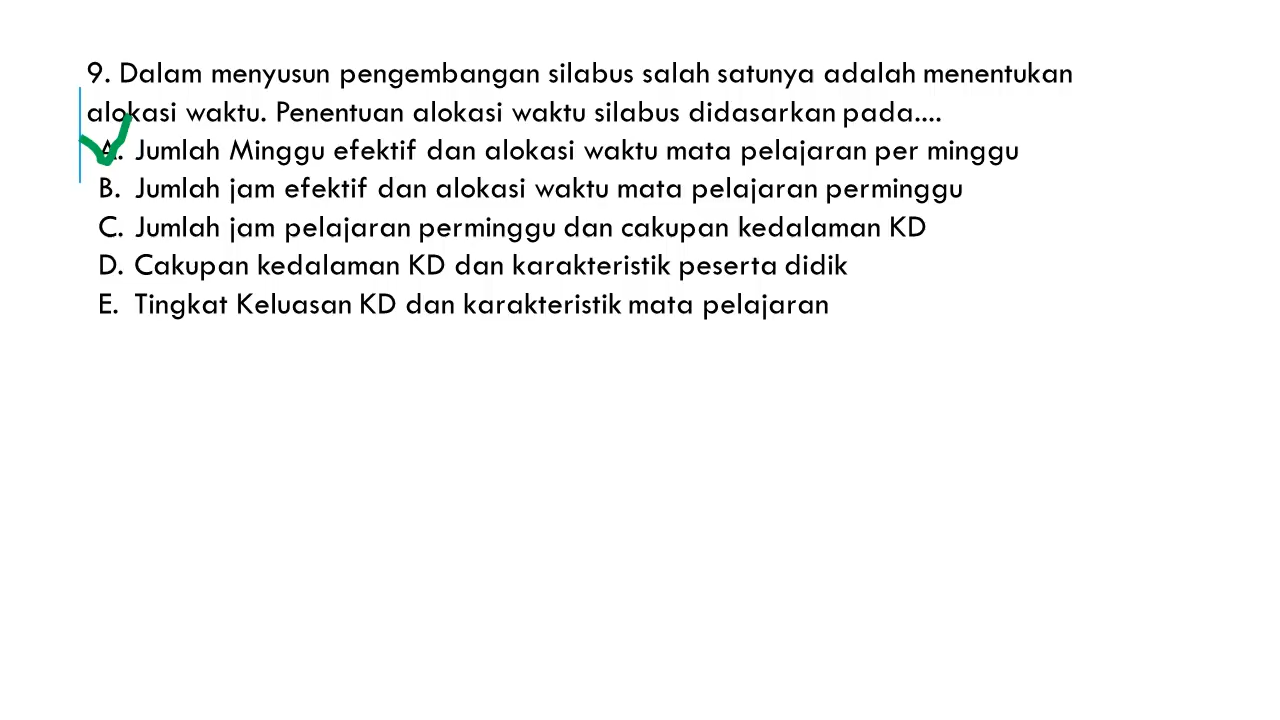 9. Dalam menyusun pengembangan silabus salah satunya adalah menentukan
alokasi waktu. Penentuan alokasi waktu silabus didasarkan pada....
A. Jumlah Minggu efektif dan alokasi waktu mata pelajaran per minggu
B. Jumlah jam efektif dan alokasi waktu mata pelajaran perminggu
C. Jumlah jam pelajaran perminggu dan cakupan kedalaman KD
D. Cakupan kedalaman KD dan karakteristik peserta didik
E. Tingkat Keluasan KD dan karakteristik mata pelajaran